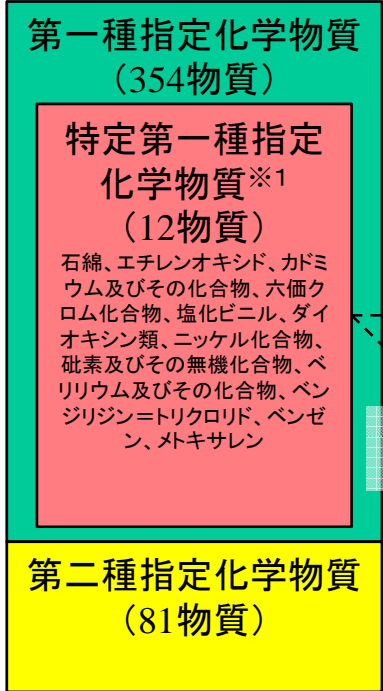 第一種指定化学物質
（354物質）
特定第一種指定
化学物質※1
（12物質）
石綿、エチレンオキシド、カドミ
ウム及びその化合物、六価ク
ロム化合物、塩化ビニル、ダイ
オキシン類、ニッケル化合物、
砒素及びその無機化合物、ベ
リリウム及びその化合物、ベン
ジリジン＝トリクロリド、ベンゼ
ン、メトキサレン
第二種指定化学物質
（81物質）